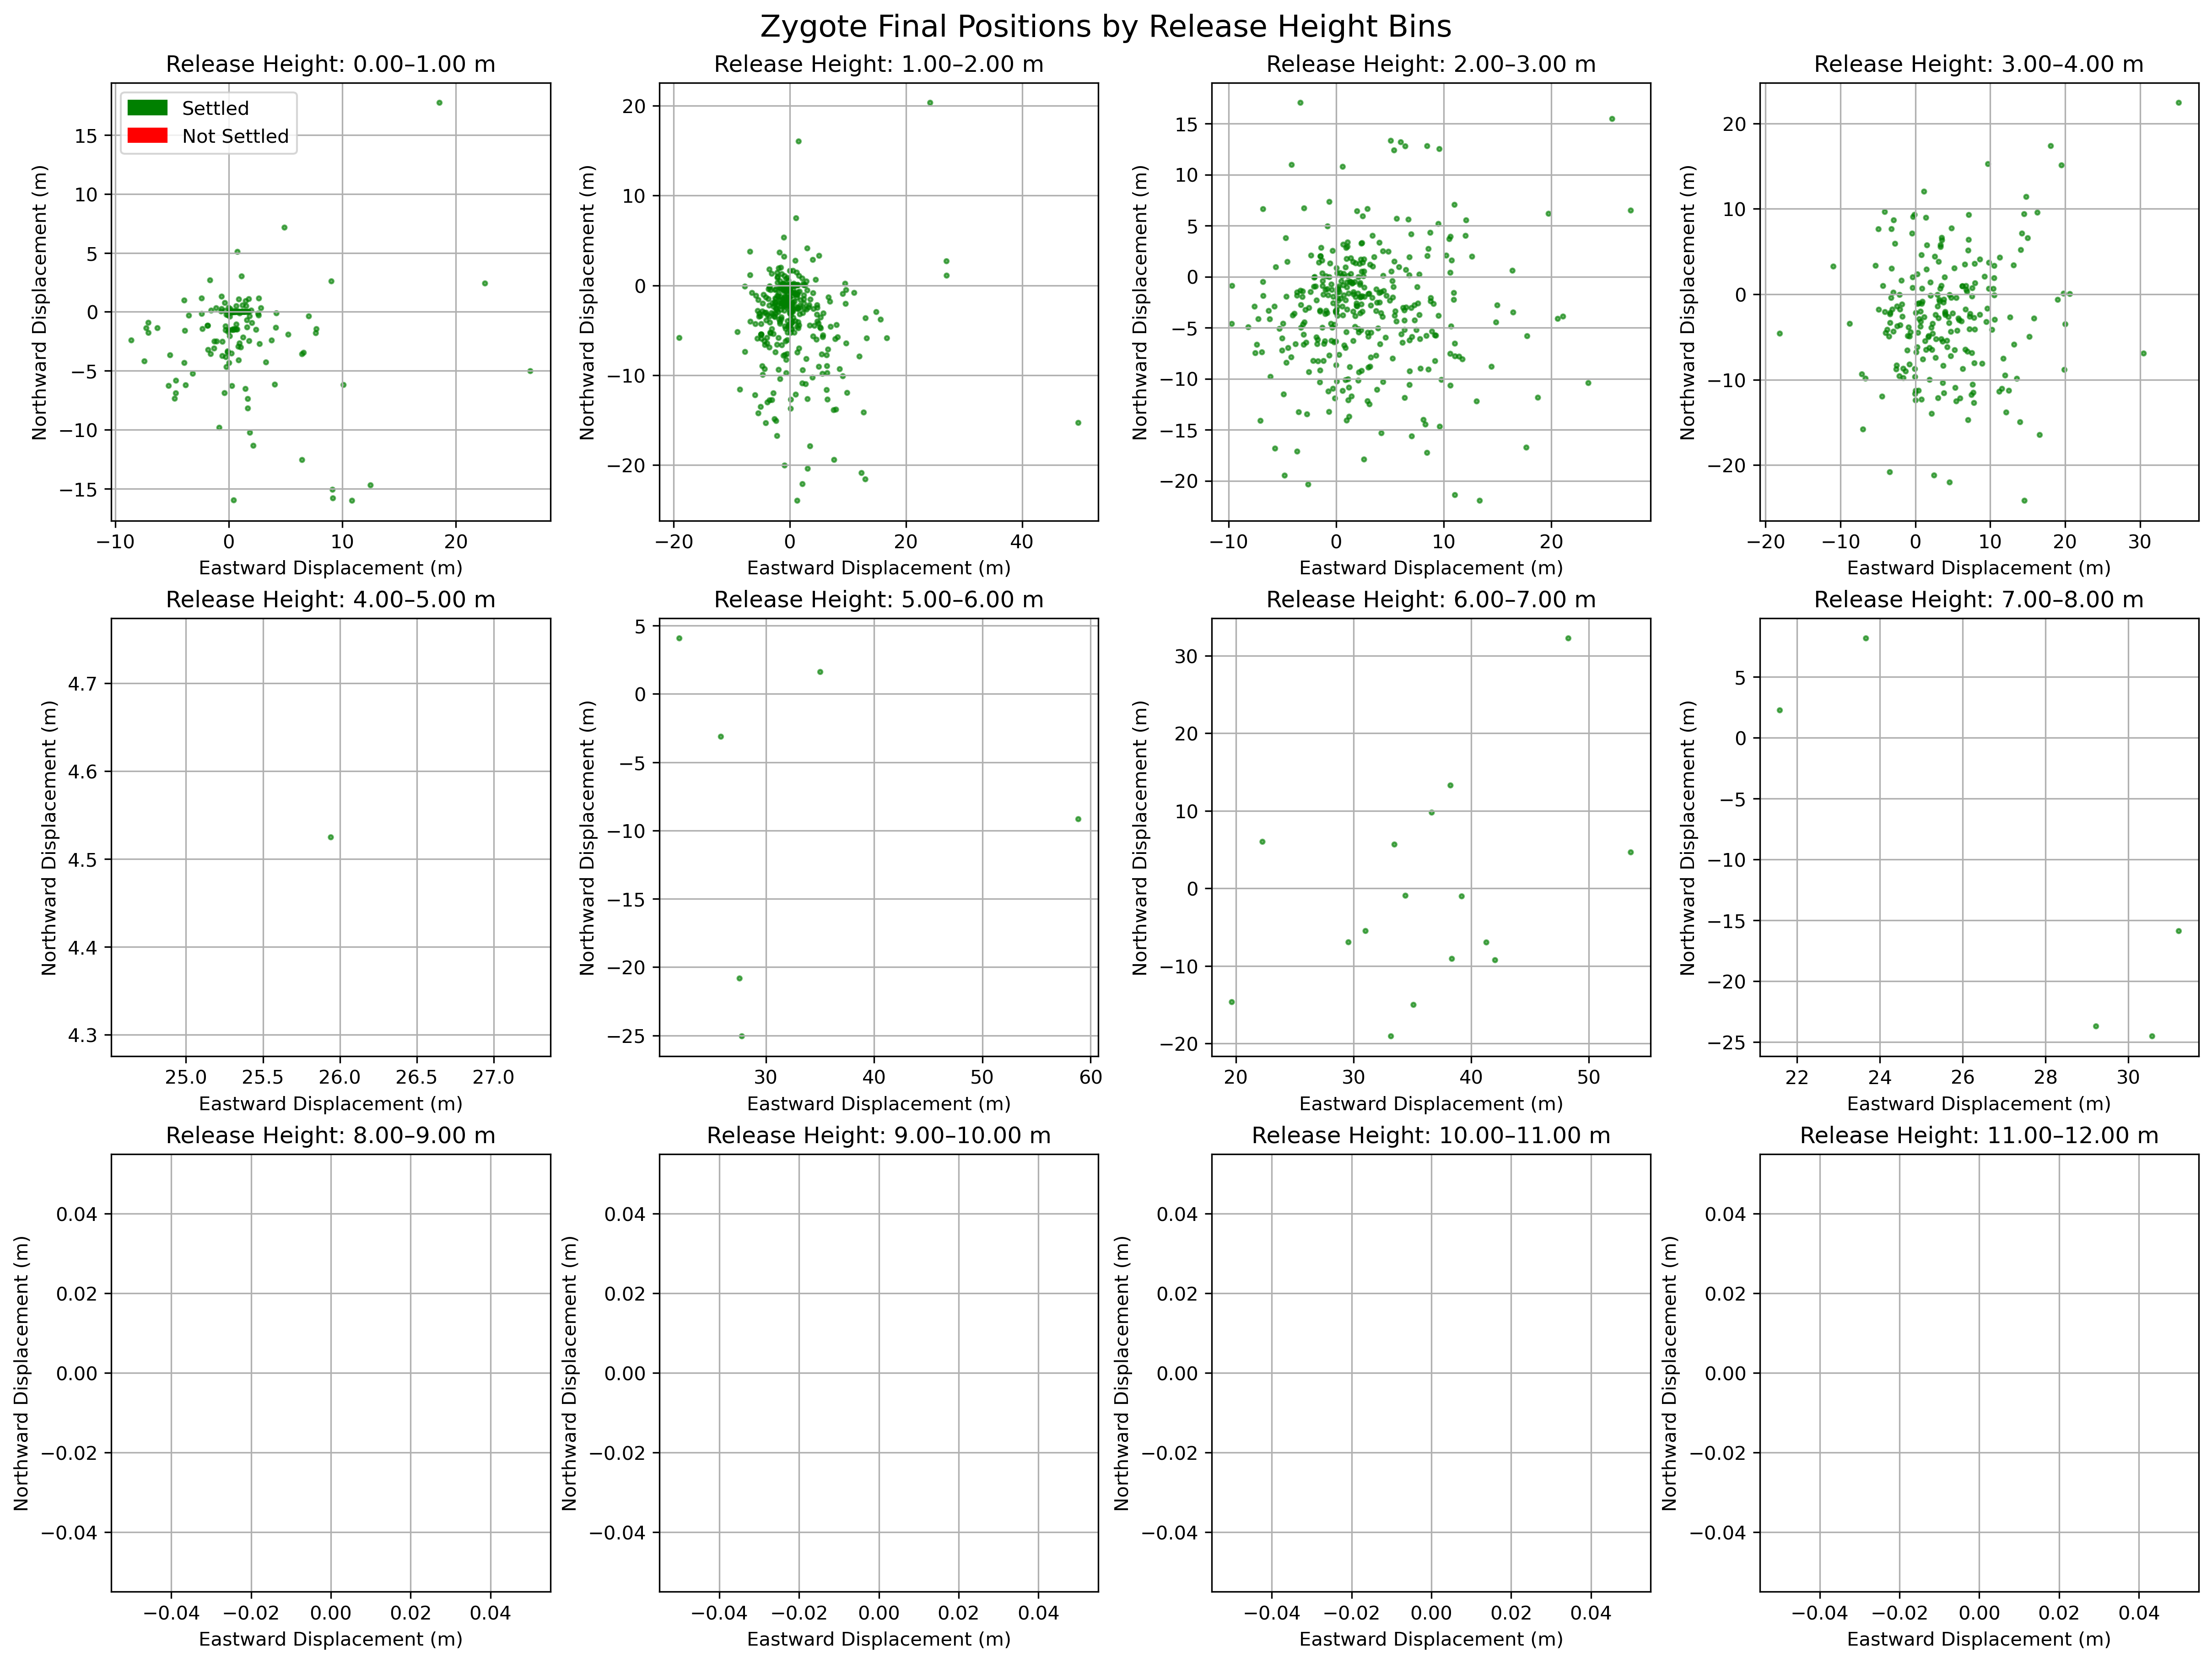 Zygote Final Positions by Release Height Bins
Release Height: 0.00–1.00 m
Settled
Not Settled
Northward Displacement (m)
15
10
5
0
−5
−10
−15
−10 0 10 20
Eastward Displacement (m)
Release Height: 1.00–2.00 m
Northward Displacement (m)
20
10
0
−10
−20
−20 0 20 40
Eastward Displacement (m)
Release Height: 2.00–3.00 m
Northward Displacement (m)
15
10
5
0
−5
−10
−15
−20
−10 0 10 20
Eastward Displacement (m)
Release Height: 3.00–4.00 m
Northward Displacement (m)
20
10
0
−10
−20
−20 −10 0 10 20 30
Eastward Displacement (m)
Release Height: 4.00–5.00 m
Northward Displacement (m)
4.7
4.6
4.5
4.4
4.3
25.0 25.5 26.0 26.5 27.0
Eastward Displacement (m)
Release Height: 5.00–6.00 m
Northward Displacement (m)
5
0
−5
−10
−15
−20
−25
30 40 50 60
Eastward Displacement (m)
Release Height: 6.00–7.00 m
Northward Displacement (m)
30
20
10
0
−10
−20
20 30 40 50
Eastward Displacement (m)
Release Height: 7.00–8.00 m
Northward Displacement (m)
5
0
−5
−10
−15
−20
−25
22 24 26 28 30
Eastward Displacement (m)
Release Height: 8.00–9.00 m
Northward Displacement (m)
0.04
0.02
0.00
−0.02
−0.04
−0.04 −0.02 0.00 0.02 0.04
Eastward Displacement (m)
Release Height: 9.00–10.00 m
Northward Displacement (m)
0.04
0.02
0.00
−0.02
−0.04
−0.04 −0.02 0.00 0.02 0.04
Eastward Displacement (m)
Release Height: 10.00–11.00 m
Northward Displacement (m)
0.04
0.02
0.00
−0.02
−0.04
−0.04 −0.02 0.00 0.02 0.04
Eastward Displacement (m)
Release Height: 11.00–12.00 m
Northward Displacement (m)
0.04
0.02
0.00
−0.02
−0.04
−0.04 −0.02 0.00 0.02 0.04
Eastward Displacement (m)